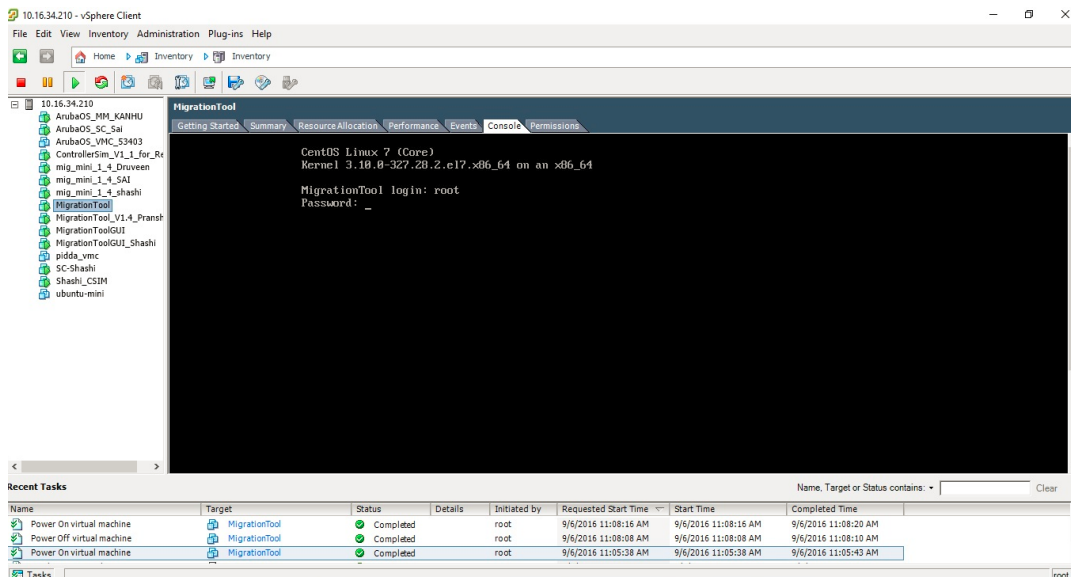 10.16.34.210 - vSphere Client
File Edit View Inventory Administration Plug-ins Help
Home Inventory Inventory
10.16.34.210
ArubaOS_MM_KANHU
ArubaOS_SC_Sai
ArubaOS_VMC_53403
ControllerSim_V1_1_for_Re
mig_mini_1_4_Druveen
mig_mini_1_4_SAI
mig_mini_1_4_shashi
MigrationTool
MigrationTool_V1.4_Pransh
MigrationToolGUI
MigrationToolGUI_Shashi
pidda_vmc
SC-Shashi
Shashi_CSIM
ubuntu-mini
MigrationTool
Getting Started Summary Resource Allocation Performance Events Console Permissions
CentOS Linux 7 (Core)
Kernel 3.10.0-327.28.2.el7.x86_64 on an x86_64
MigrationTool login: root
Password: _
Recent Tasks
Name, Target or Status contains: Clear
Name Target Status Details Initiated by Requested Start Time Start Time Completed Time
Power On virtual machine MigrationTool Completed root 9/6/2016 11:08:16 AM 9/6/2016 11:08:16 AM 9/6/2016 11:08:20 AM
Power Off virtual machine MigrationTool Completed root 9/6/2016 11:08:08 AM 9/6/2016 11:08:08 AM 9/6/2016 11:08:10 AM
Power On virtual machine MigrationTool Completed root 9/6/2016 11:05:38 AM 9/6/2016 11:05:38 AM 9/6/2016 11:05:43 AM
Tasks root